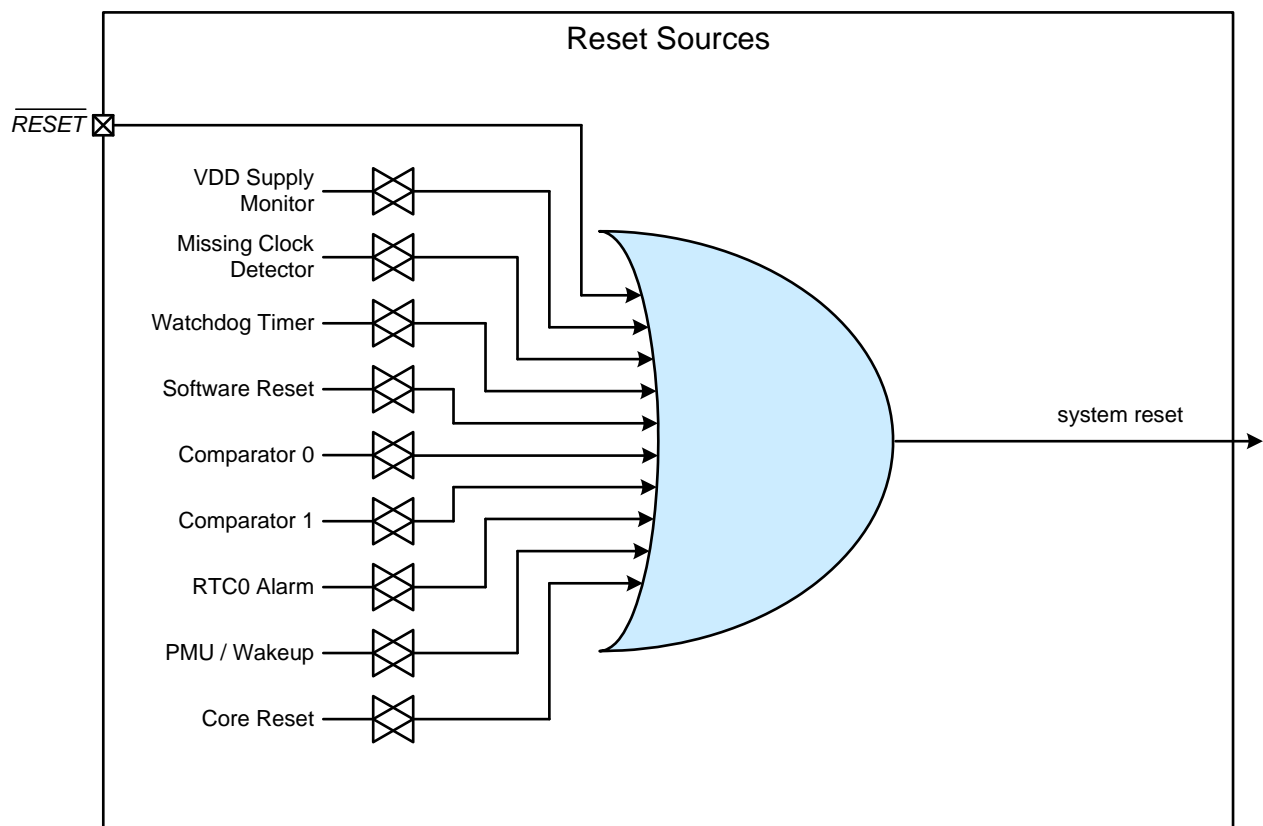 Reset Sources
RESET
VDD Supply
Monitor
Missing Clock
Detector
Watchdog Timer
Software Reset
Comparator 0
Comparator 1
RTC0 Alarm
PMU / Wakeup
Core Reset
system reset